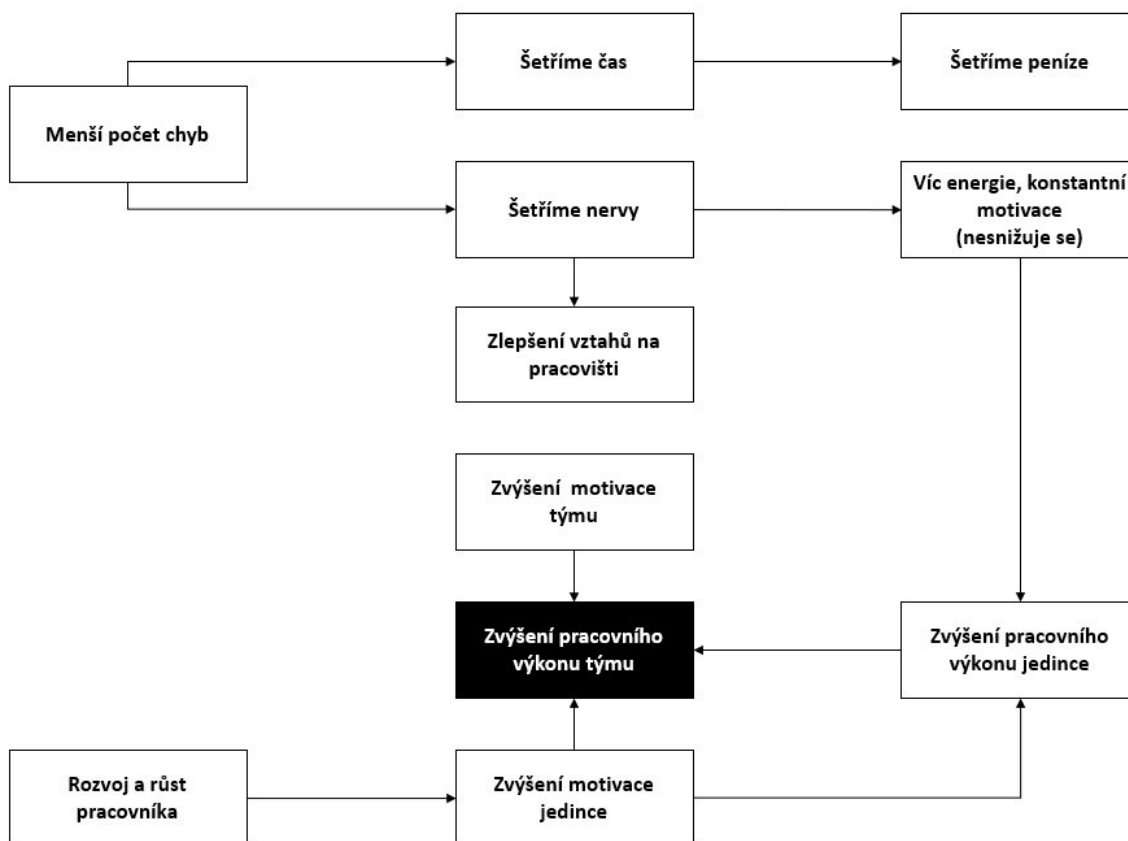 Šetříme čas
Šetříme peníze
Menší počet chyb
Šetříme nervy
Víc energie, konstantní
motivace
(nesnižuje se)
Zlepšení vztahů na
pracovišti
Zvýšení motivace
týmu
Zvýšení pracovního
výkonu týmu
Zvýšení pracovního
výkonu jedince
Rozvoj a růst
pracovníka
Zvýšení motivace
jedince